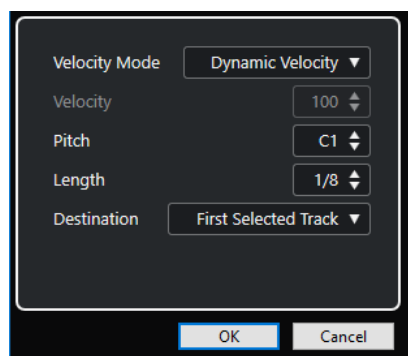 Velocity Mode Dynamic Velocity
Velocity 100
Pitch C1
Length 1/8
Destination First Selected Track
OK Cancel